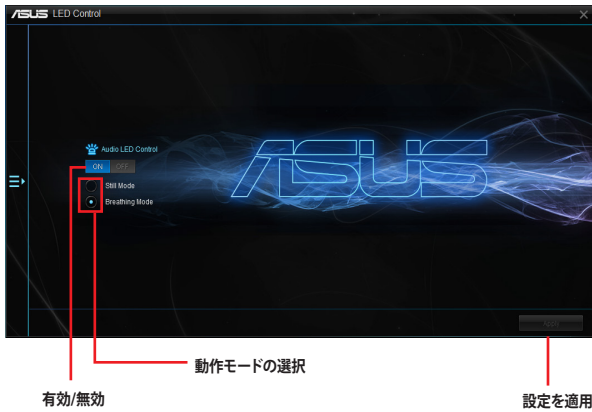 ASUS LED Control
Audio LED Control
ON OFF
Still Mode
Breathing Mode
ASUS
Apply
動作モードの選択
有効/無効
設定を適用